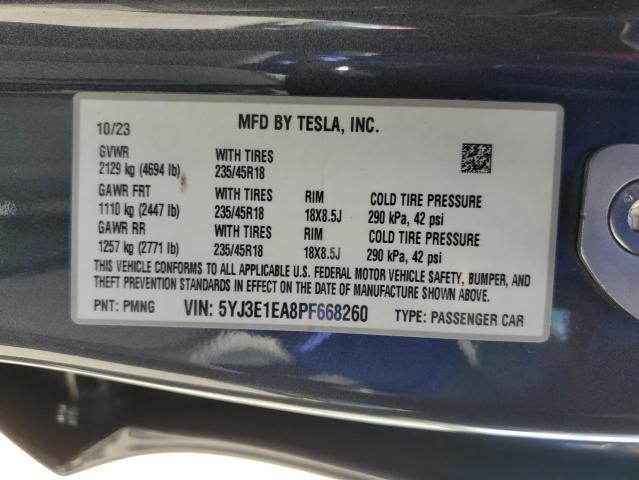 10/23 MFD BY TESLA, INC.
GVWR WITH TIRES
2129 kg (4694 lb) 235/45R18
GAWR FRT WITH TIRES RIM COLD TIRE PRESSURE
1110 kg (2447 lb) 235/45R18 18X8.5J 290 kPa, 42 psi
GAWR RR WITH TIRES RIM COLD TIRE PRESSURE
1257 kg (2771 lb) 235/45R18 18X8.5J 290 kPa, 42 psi
THIS VEHICLE CONFORMS TO ALL APPLICABLE U.S. FEDERAL MOTOR VEHICLE SAFETY, BUMPER, AND
THEFT PREVENTION STANDARDS IN EFFECT ON THE DATE OF MANUFACTURE SHOWN ABOVE.
PNT: PMNG VIN: 5YJ3E1EA8PF668260 TYPE: PASSENGER CAR